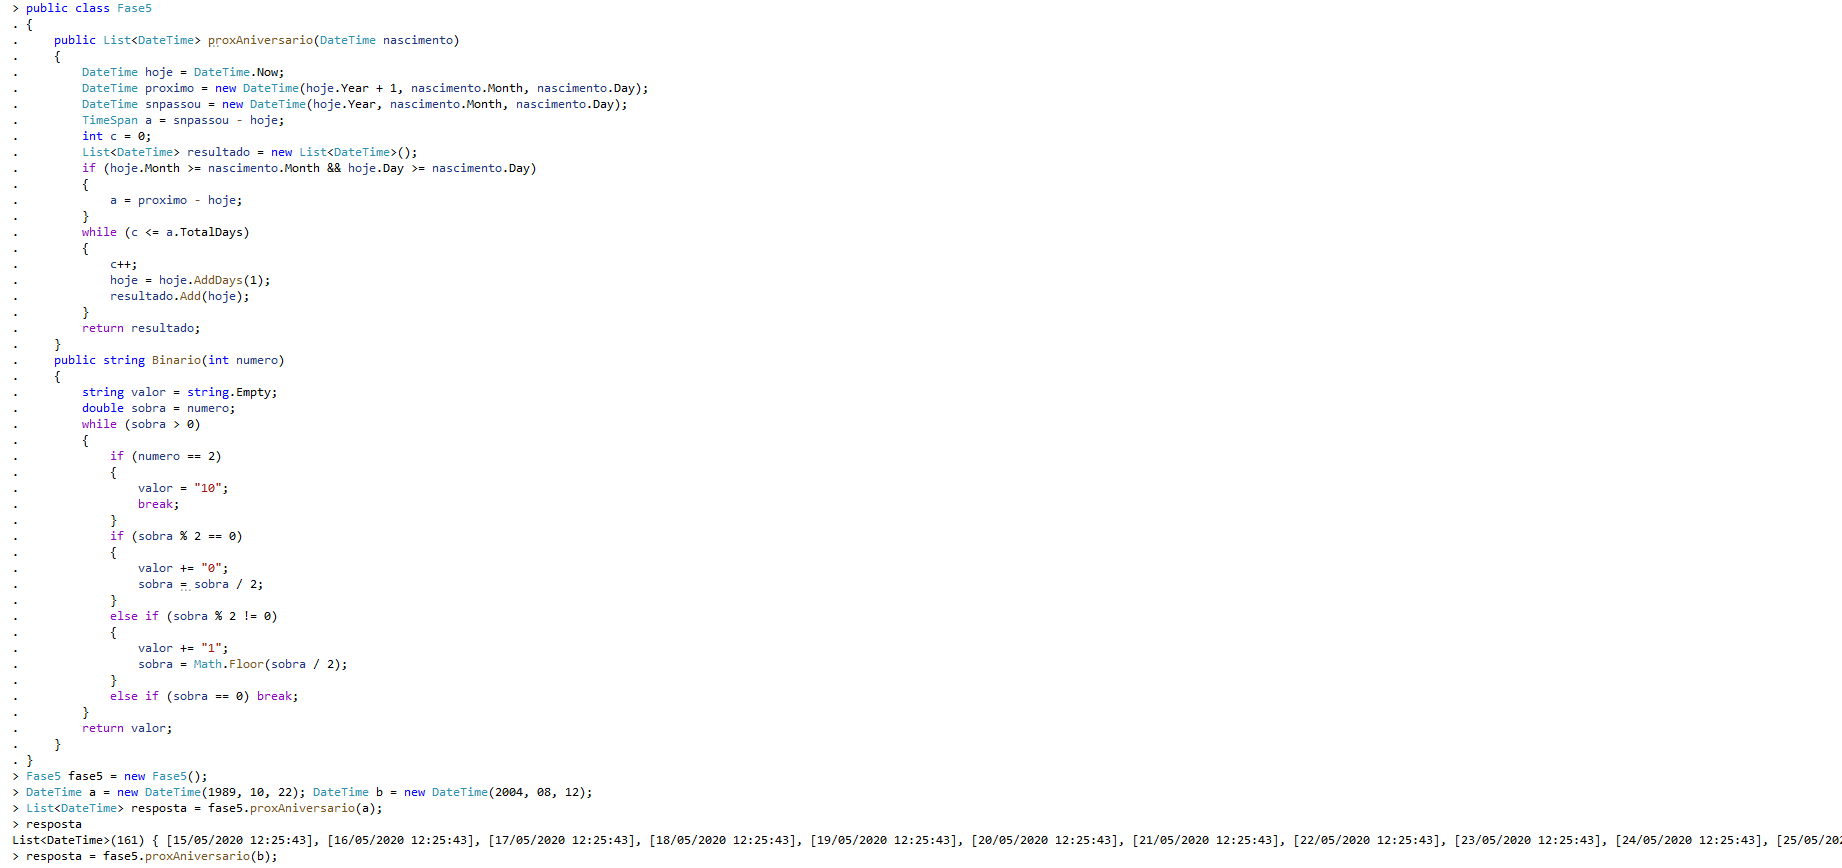 > public class Fase5
. {
.     public List<DateTime> proxAniversario(DateTime nascimento)
.     {
.         DateTime hoje = DateTime.Now;
.         DateTime proximo = new DateTime(hoje.Year + 1, nascimento.Month, nascimento.Day);
.         DateTime snpassou = new DateTime(hoje.Year, nascimento.Month, nascimento.Day);
.         TimeSpan a = snpassou - hoje;
.         int c = 0;
.         List<DateTime> resultado = new List<DateTime>();
.         if (hoje.Month >= nascimento.Month && hoje.Day >= nascimento.Day)
.         {
.             a = proximo - hoje;
.         }
.         while (c <= a.TotalDays)
.         {
.             c++;
.             hoje = hoje.AddDays(1);
.             resultado.Add(hoje);
.         }
.         return resultado;
.     }
.     public string Binario(int numero)
.     {
.         string valor = string.Empty;
.         double sobra = numero;
.         while (sobra > 0)
.         {
.             if (numero == 2)
.             {
.                 valor = "10";
.                 break;
.             }
.             if (sobra % 2 == 0)
.             {
.                 valor += "0";
.                 sobra = sobra / 2;
.             }
.             else if (sobra % 2 != 0)
.             {
.                 valor += "1";
.                 sobra = Math.Floor(sobra / 2);
.             }
.             else if (sobra == 0) break;
.         }
.         return valor;
.     }
. }
> Fase5 fase5 = new Fase5();
> DateTime a = new DateTime(1989, 10, 22); DateTime b = new DateTime(2004, 08, 12);
> List<DateTime> resposta = fase5.proxAniversario(a);
> resposta
List<DateTime>(161) { [15/05/2020 12:25:43], [16/05/2020 12:25:43], [17/05/2020 12:25:43], [18/05/2020 12:25:43], [19/05/2020 12:25:43], [20/05/2020 12:25:43], [21/05/2020 12:25:43], [22/05/2020 12:25:43], [23/05/2020 12:25:43], [24/05/2020 12:25:43], [25/05/202
> resposta = fase5.proxAniversario(b);